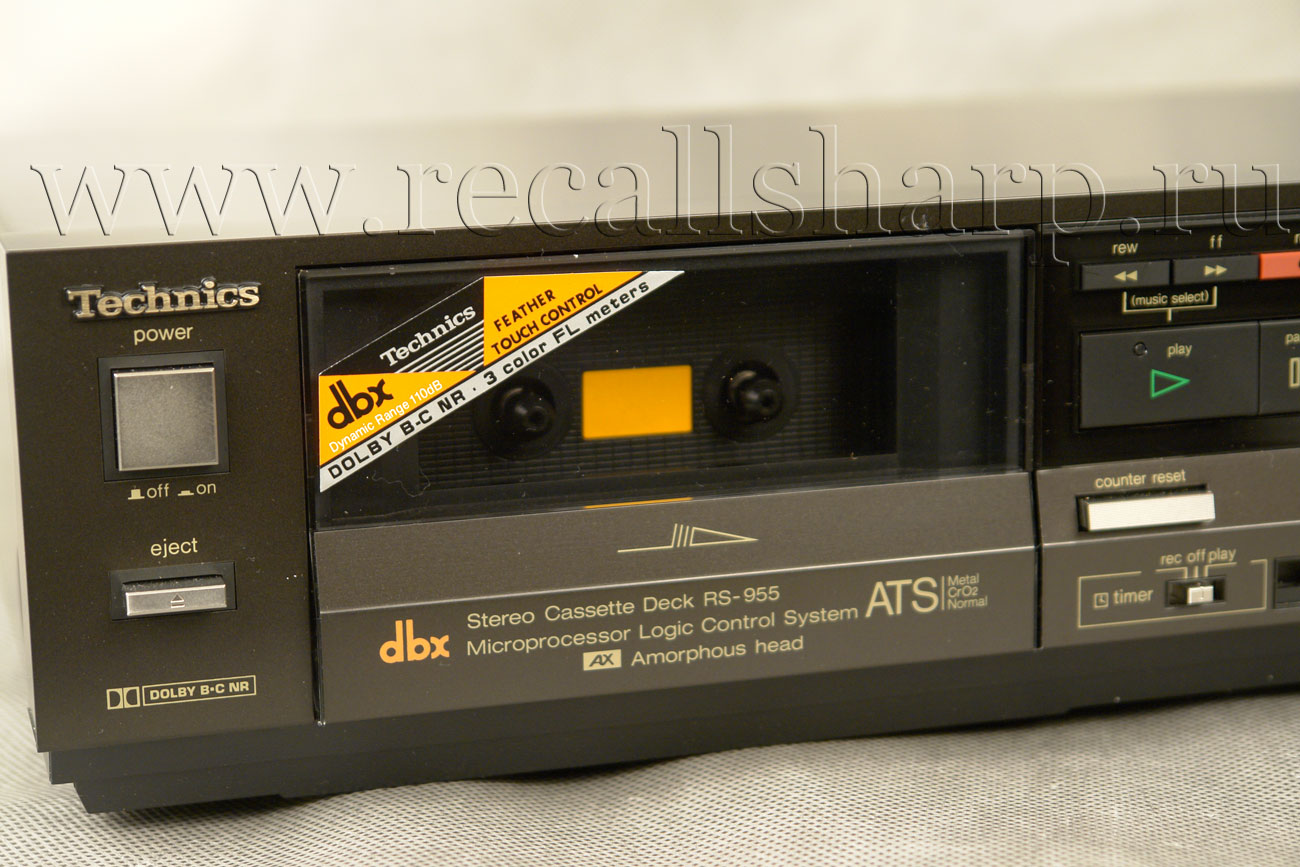 www.recallsharp.ru
Technics
power
off on
eject
DOLBY B•C NR
Technics
FEATHER
TOUCH CONTROL
dbx
Dynamic Range 110dB
DOLBY B-C NR · 3 color FL meters
Stereo Cassette Deck RS-955
dbx
Microprocessor Logic Control System
ATS
Metal
CrO2
Normal
AX Amorphous head
rew ff
(music select)
play
counter reset
rec off play
timer